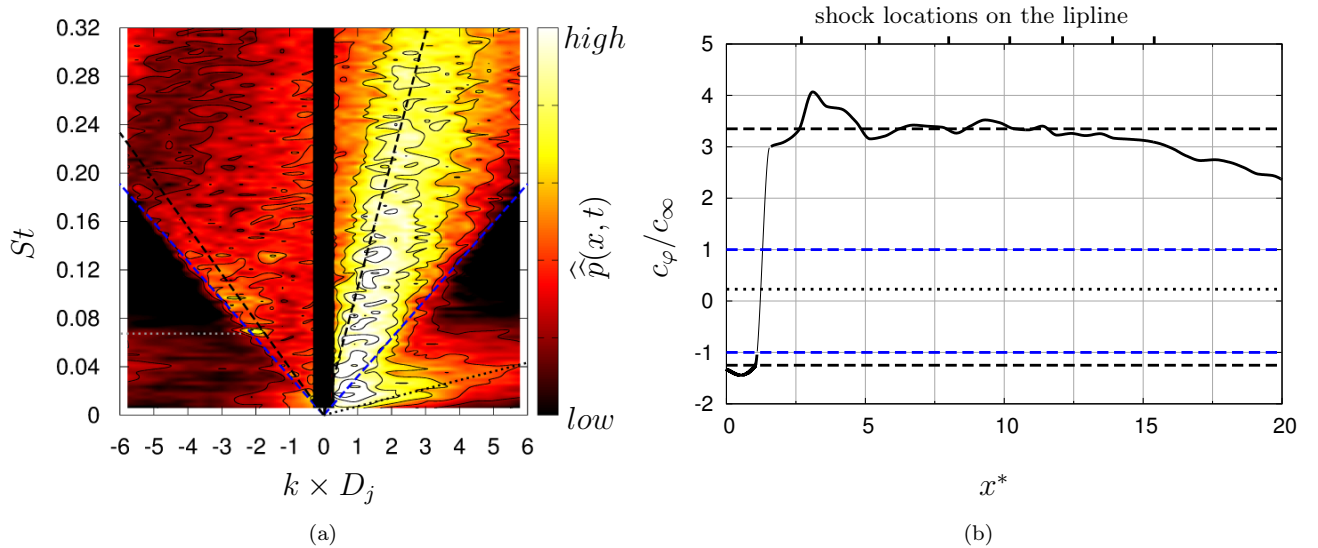 shock locations on the lipline
0.32
0.28
0.24
0.20
0.16
0.12
0.08
0.04
0
St
-6 -5 -4 -3 -2 -1 0 1 2 3 4 5 6
k × D_j
high
low
\widehat{\widehat{p}}(x, t)
(a)
5
4
3
2
1
0
-1
-2
c_φ/c_∞
0 5 10 15 20
x*
(b)